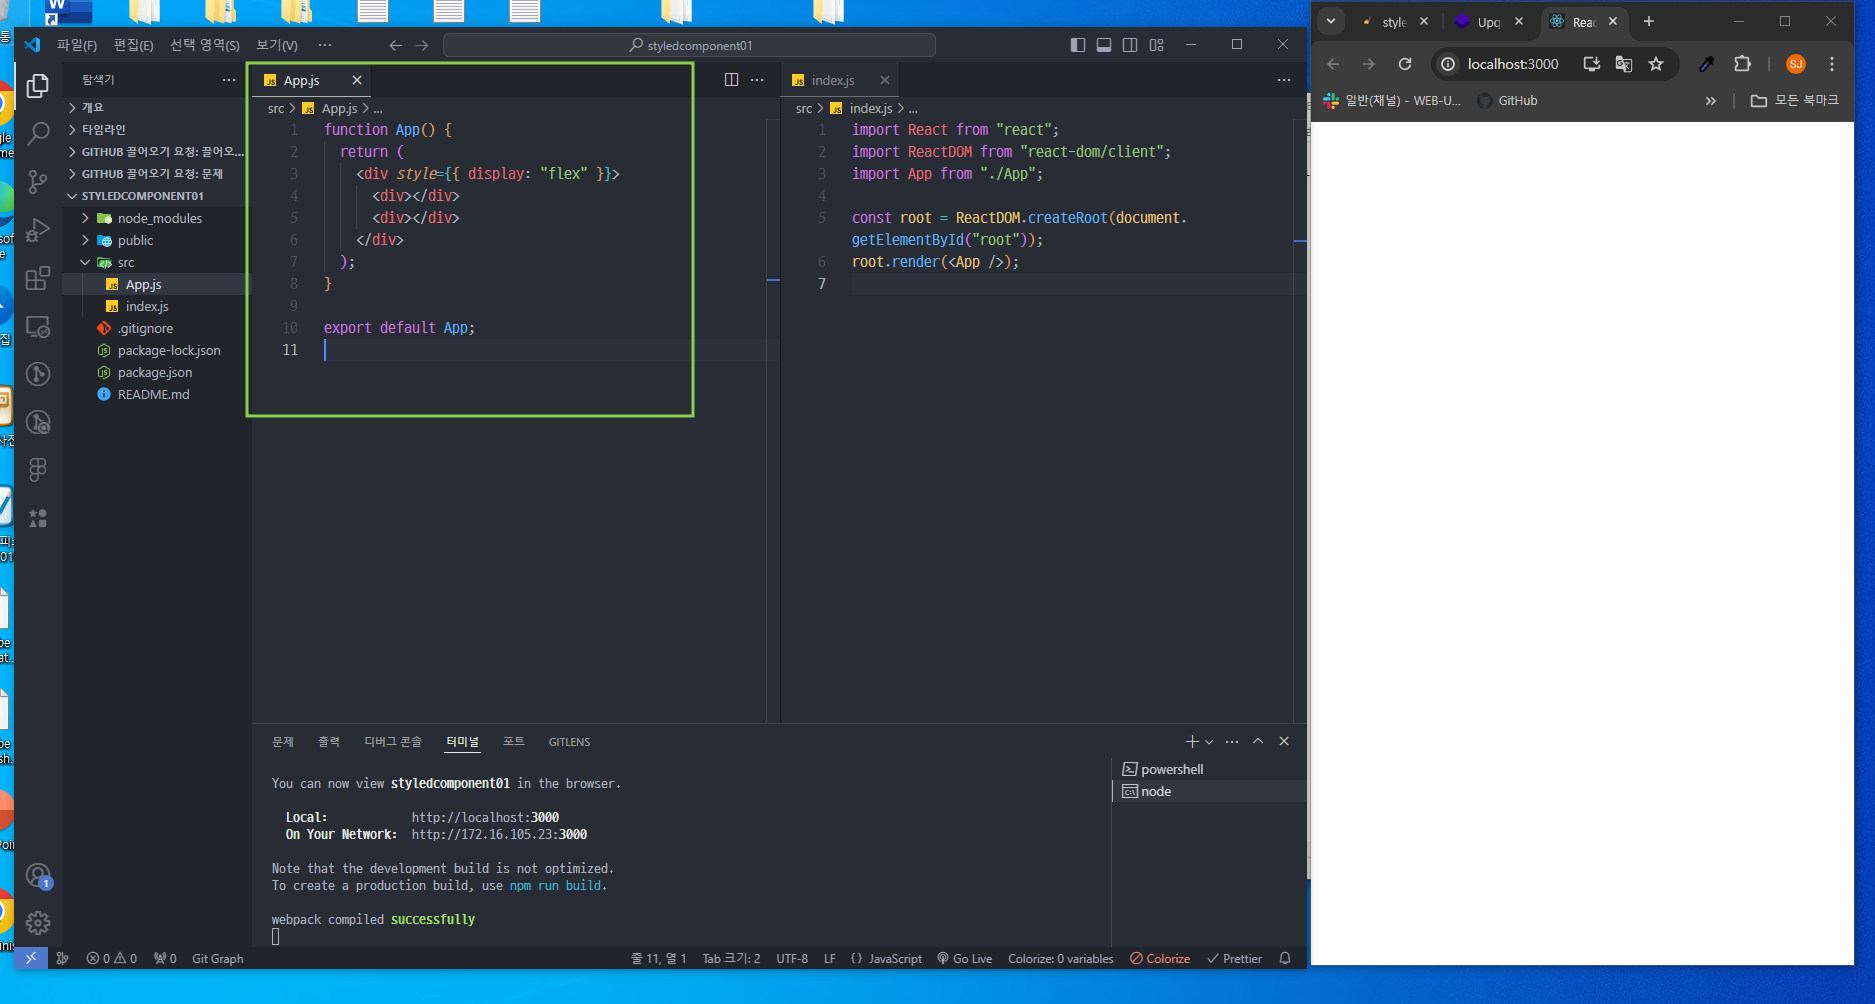 파일(F) 편집(E) 선택 영역(S) 보기(V) ··· styledcomponent01
탐색기 ···
개요
타임라인
GITHUB 끌어오기 요청: 끌어오...
GITHUB 끌어오기 요청: 문제
STYLEDCOMPONENT01
node_modules
public
src
App.js
index.js
.gitignore
package-lock.json
package.json
README.md
App.js
src > App.js > ...
1 function App() {
2 return (
3 <div style={{ display: "flex" }}>
4 <div></div>
5 <div></div>
6 </div>
7 );
8 }
9
10 export default App;
11
index.js
src > index.js > ...
1 import React from "react";
2 import ReactDOM from "react-dom/client";
3 import App from "./App";
4
5 const root = ReactDOM.createRoot(document.
getElementById("root"));
6 root.render(<App />);
7
문제 출력 디버그 콘솔 터미널 포트 GITLENS
You can now view styledcomponent01 in the browser.
Local: http://localhost:3000
On Your Network: http://172.16.105.23:3000
Note that the development build is not optimized.
To create a production build, use npm run build.
webpack compiled successfully
powershell
node
1
0 0 0 Git Graph 줄 11, 열 1 Tab 크기: 2 UTF-8 LF {} JavaScript Go Live Colorize: 0 variables Colorize Prettier
style Upg Reac
localhost:3000 SJ
일반(채널) - WEB-U... GitHub » 모든 북마크